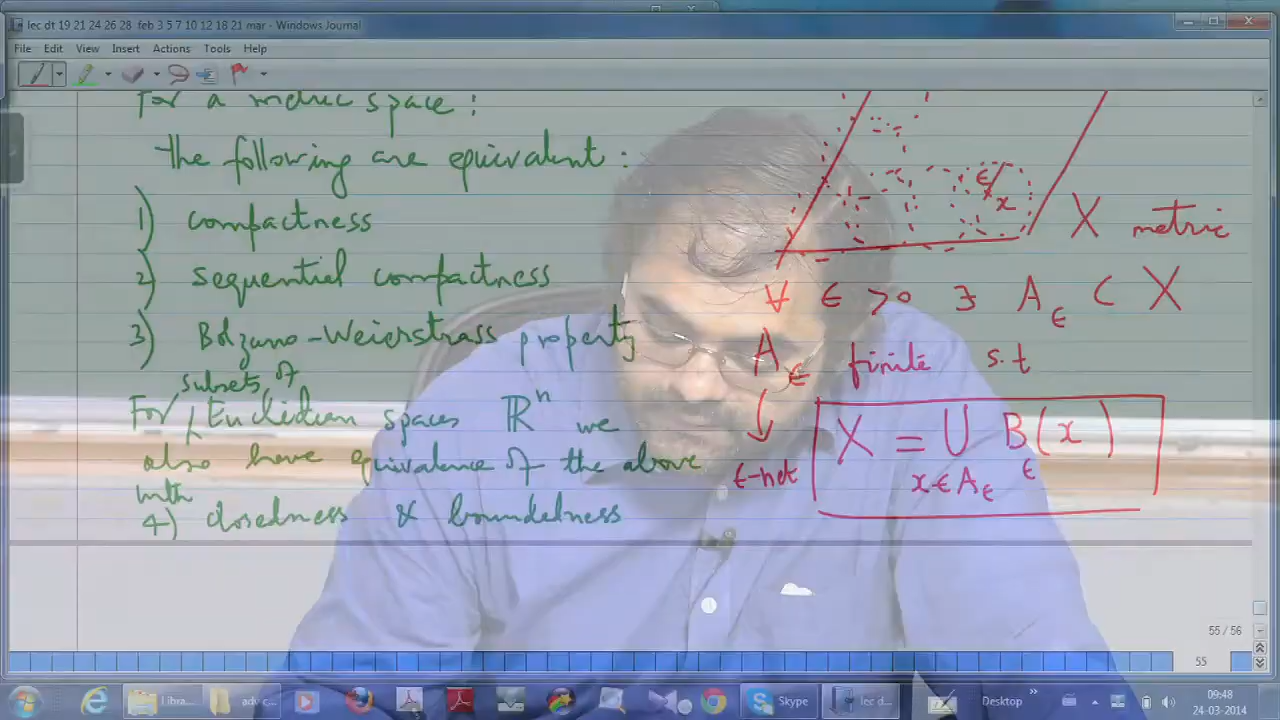 lec dt 19 21 24 26 28 feb 3 5 7 10 12 18 21 mar - Windows Journal
File Edit View Insert Actions Tools Help
For a metric space :
the following are equivalent :
1) compactness
2) sequential compactness
3) Bolzano-Weierstrass property
subsets of
For Euclidean spaces ℝⁿ we
also have equivalence of the above
with
4) closedness & boundedness
ϵ
x
X metric
∀ ϵ >0 ∃ A_ϵ ⊂ X
A_ϵ finite s.t
ϵ-net
X = ∪ B_ϵ(x)
x∈A_ϵ
55 / 56
55
Libra... adv Skype lec d... Desktop »
09:48
24-03-2014